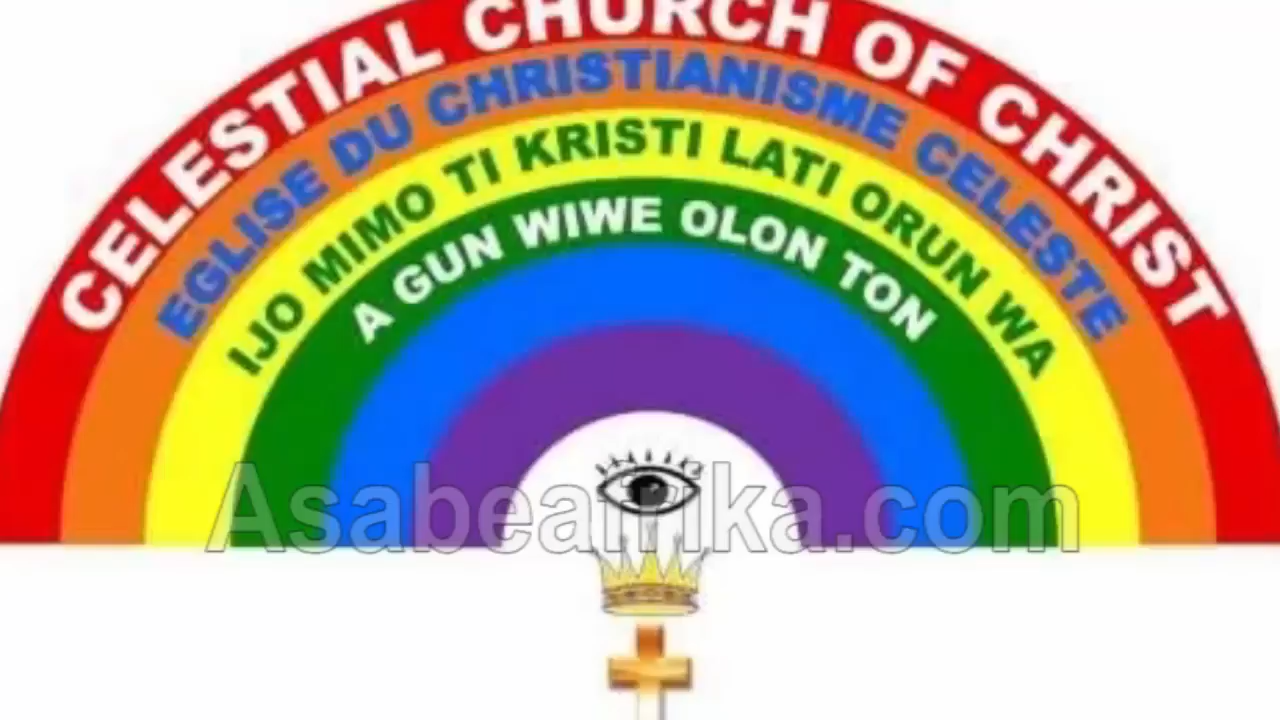 CELESTIAL CHURCH OF CHRIST
EGLISE DU CHRISTIANISME CELESTE
IJO MIMO TI KRISTI LATI ORUN WA
A GUN WIWE OLON TON
Asabeafrika.com